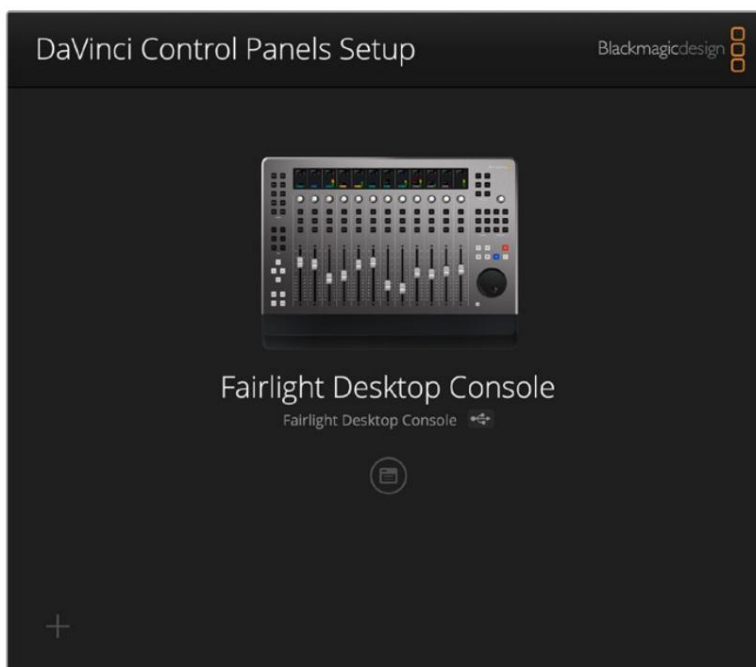 DaVinci Control Panels Setup
Blackmagicdesign
Fairlight Desktop Console
Fairlight Desktop Console